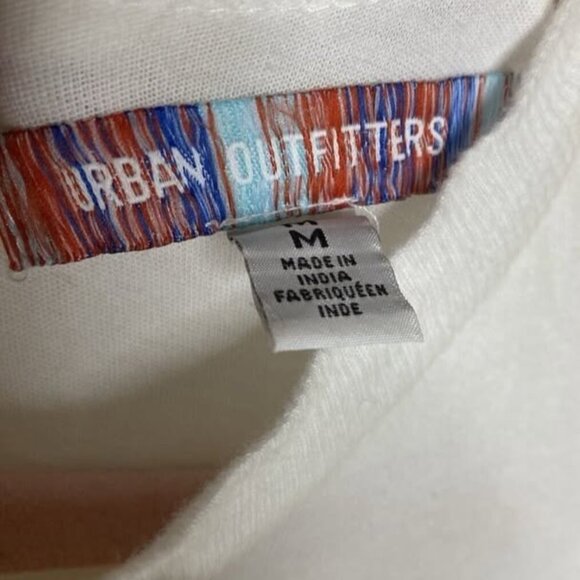 URBAN OUTFITTERS
M
MADE IN
INDIA
FABRIQUÉEN
INDE